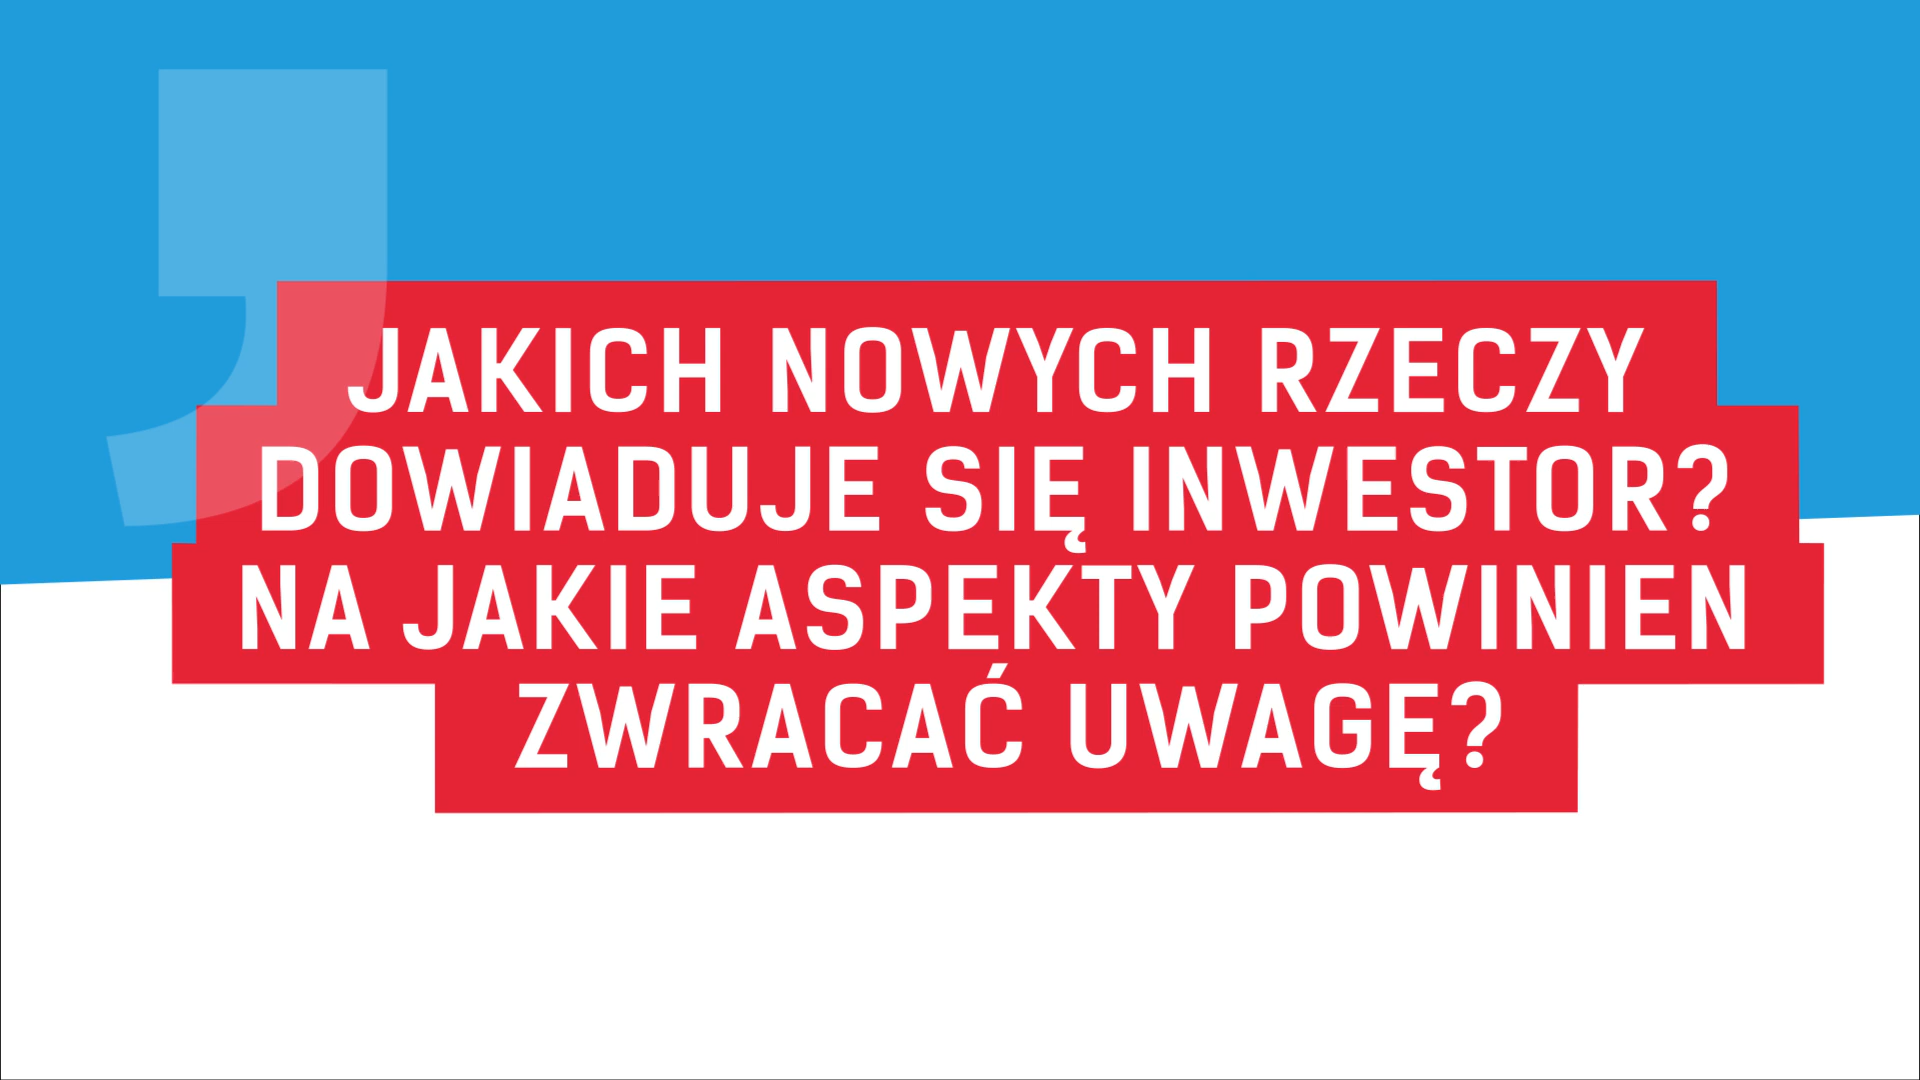 JAKICH NOWYCH RZECZY
DOWIADUJE SIĘ INWESTOR?
NA JAKIE ASPEKTY POWINIEN
ZWRACAĆ UWAGĘ?